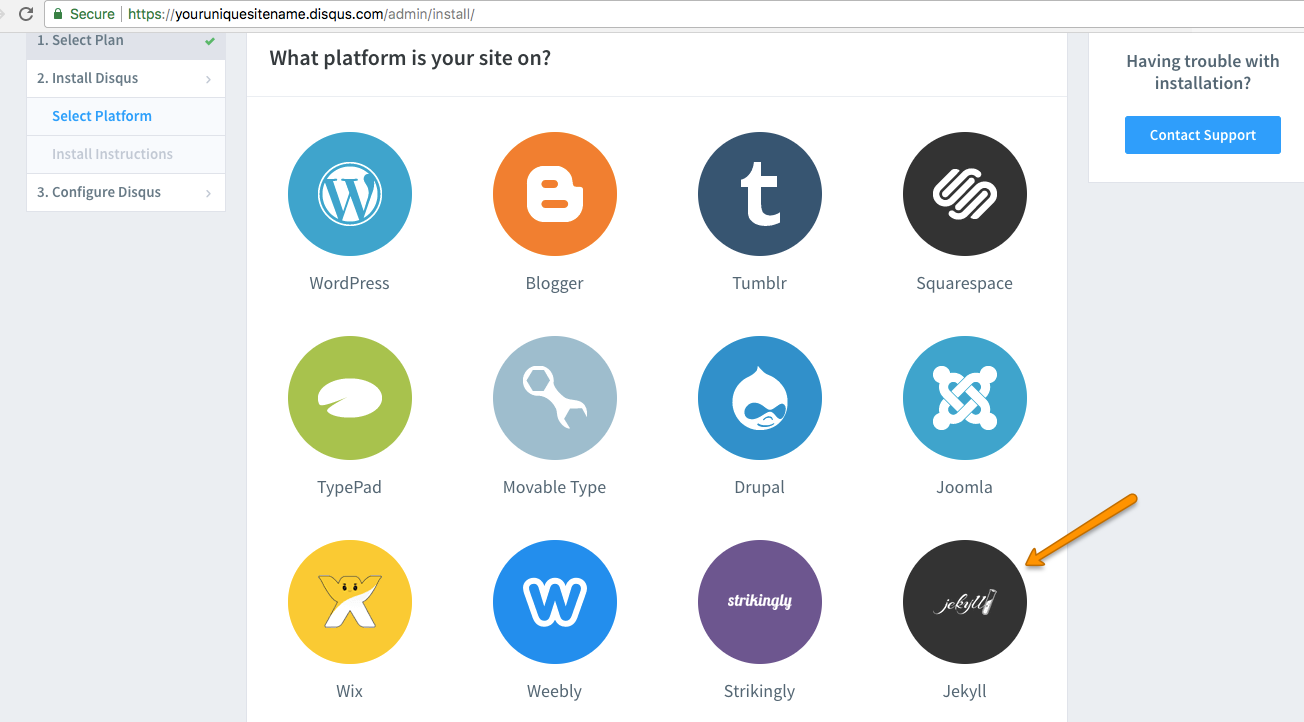 Secure https://youruniquesitename.disqus.com/admin/install/
1. Select Plan
2. Install Disqus
Select Platform
Install Instructions
3. Configure Disqus
What platform is your site on?
WordPress
Blogger
Tumblr
Squarespace
TypePad
Movable Type
Drupal
Joomla
strikingly
jekyll
Wix
Weebly
Strikingly
Jekyll
Having trouble with
installation?
Contact Support